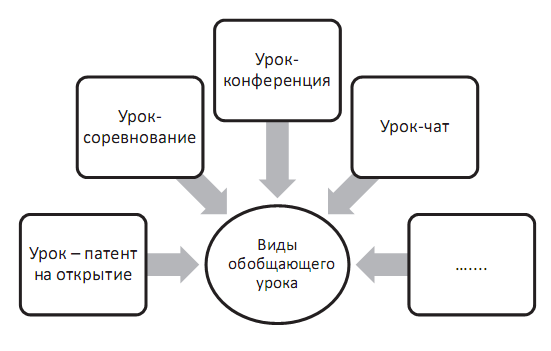 Урок-
конференция
Урок-
соревнование
Урок-чат
Урок – патент
на открытие
Виды
обобщающего
урока
…....